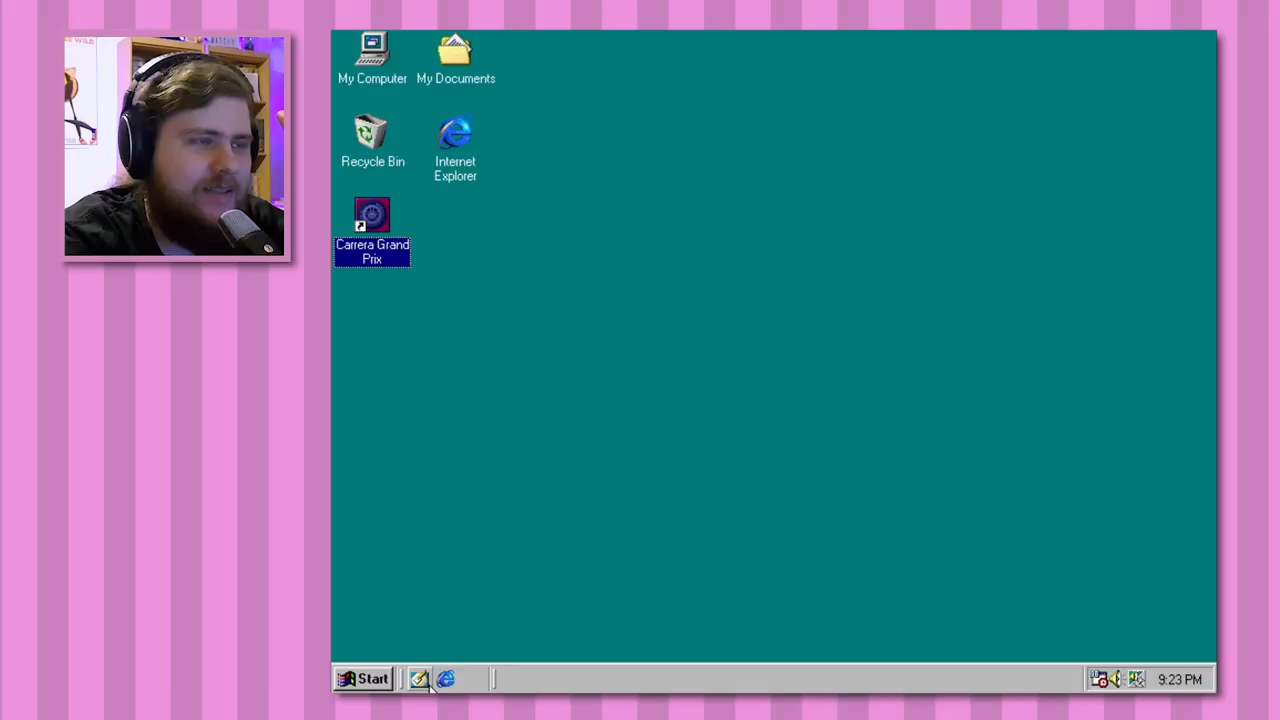 My Computer
My Documents
Recycle Bin
Internet
Explorer
Carrera Grand
Prix
Start
9:23 PM